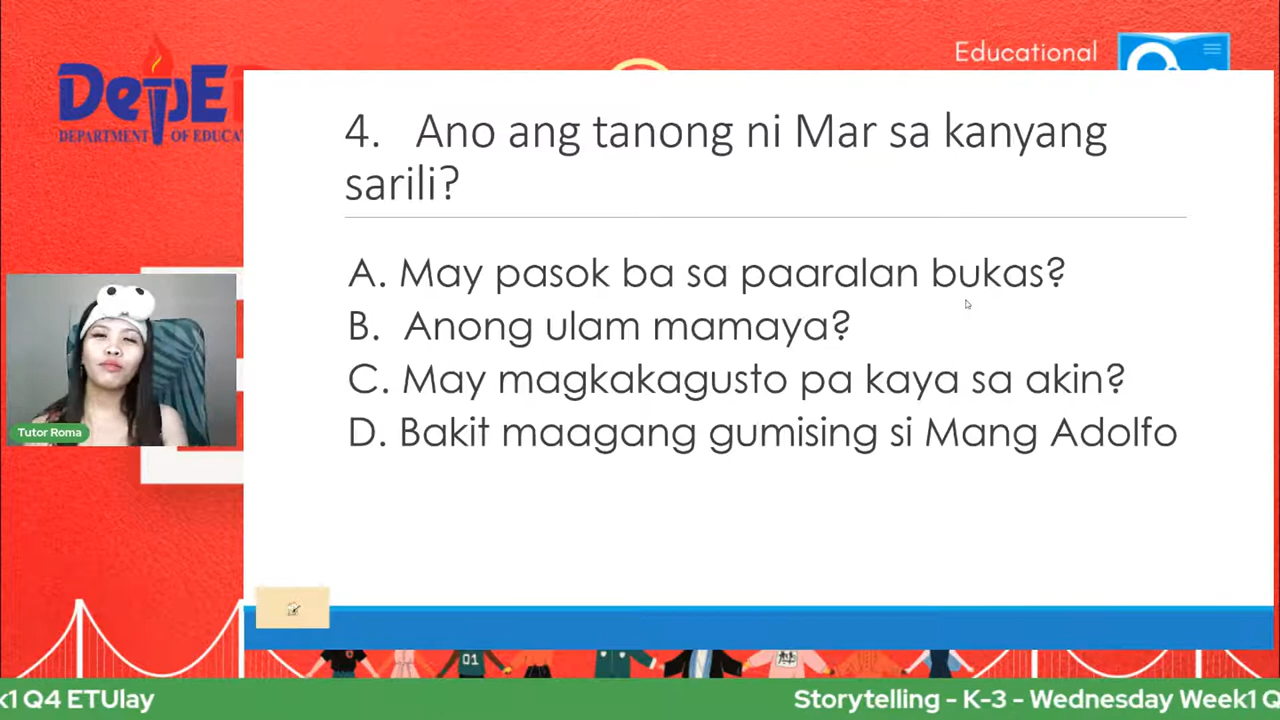 Educational
DepE
DEPARTMENT OF EDUCA
4. Ano ang tanong ni Mar sa kanyang
sarili?
A. May pasok ba sa paaralan bukas?
B. Anong ulam mamaya?
C. May magkakagusto pa kaya sa akin?
D. Bakit maagang gumising si Mang Adolfo
Tutor Roma
01
k1 Q4 ETUlay
Storytelling - K-3 - Wednesday Week1 Q